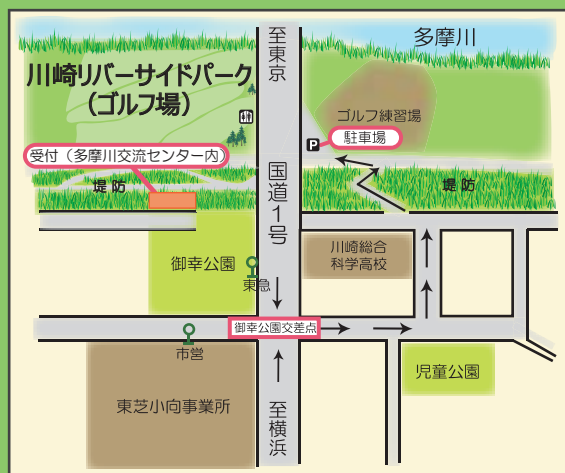 至東京
多摩川
川崎リバーサイドパーク
（ゴルフ場）
ゴルフ練習場
P
駐車場
受付（多摩川交流センター内）
堤防
国道1号
堤防
御幸公園
川崎総合
科学高校
東急
御幸公園交差点
市営
児童公園
東芝小向事業所
至横浜